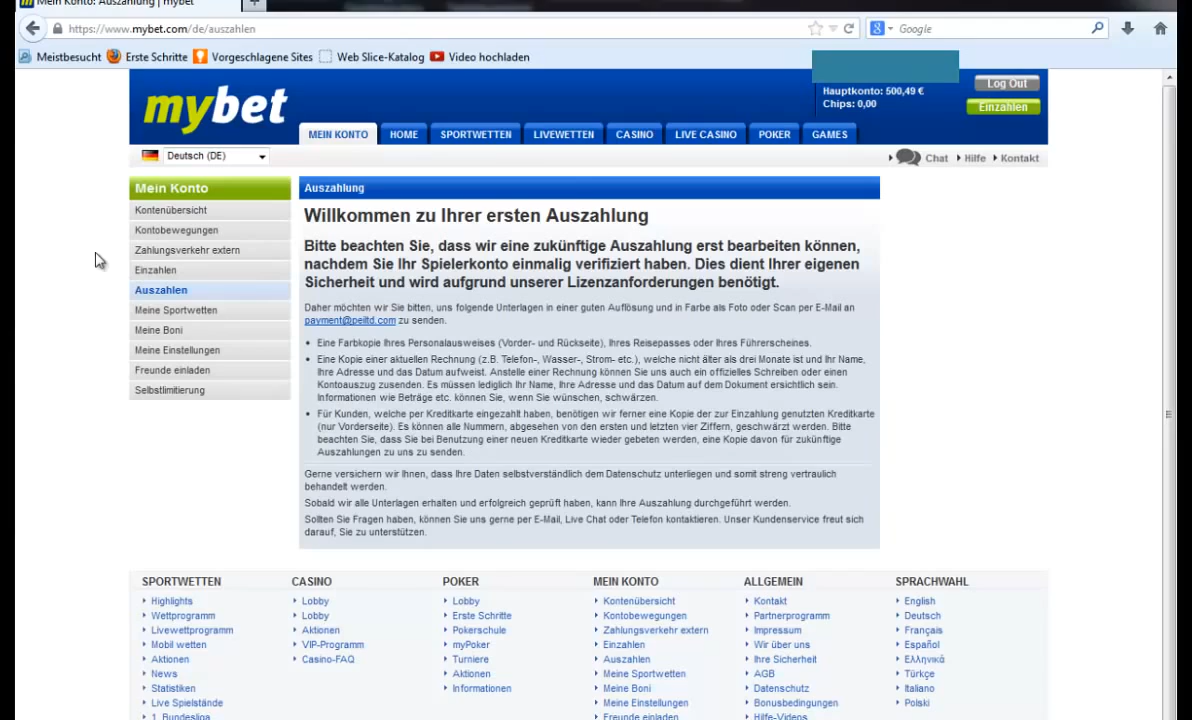 Mein Konto: Auszahlung | mybet
https://www.mybet.com/de/auszahlen
Google
Meistbesucht Erste Schritte Vorgeschlagene Sites Web Slice-Katalog Video hochladen
mybet
Hauptkonto: 500,49 €
Chips: 0,00
Log Out
Einzahlen
MEIN KONTO HOME SPORTWETTEN LIVEWETTEN CASINO LIVE CASINO POKER GAMES
Deutsch (DE)
Chat Hilfe Kontakt
Mein Konto
Kontenübersicht
Kontobewegungen
Zahlungsverkehr extern
Einzahlen
Auszahlen
Meine Sportwetten
Meine Boni
Meine Einstellungen
Freunde einladen
Selbstlimitierung
Auszahlung
Willkommen zu Ihrer ersten Auszahlung
Bitte beachten Sie, dass wir eine zukünftige Auszahlung erst bearbeiten können,
nachdem Sie Ihr Spielerkonto einmalig verifiziert haben. Dies dient Ihrer eigenen
Sicherheit und wird aufgrund unserer Lizenzanforderungen benötigt.
Daher möchten wir Sie bitten, uns folgende Unterlagen in einer guten Auflösung und in Farbe als Foto oder Scan per E-Mail an
payment@peiltd.com zu senden.
• Eine Farbkopie Ihres Personalausweises (Vorder- und Rückseite), Ihres Reisepasses oder Ihres Führerscheines.
• Eine Kopie einer aktuellen Rechnung (z.B. Telefon-, Wasser-, Strom- etc.), welche nicht älter als drei Monate ist und Ihr Name,
Ihre Adresse und das Datum aufweist. Anstelle einer Rechnung können Sie uns auch ein offizielles Schreiben oder einen
Kontoauszug zusenden. Es müssen lediglich Ihr Name, Ihre Adresse und das Datum auf dem Dokument ersichtlich sein.
Informationen wie Beträge etc. können Sie, wenn Sie wünschen, schwärzen.
• Für Kunden, welche per Kreditkarte eingezahlt haben, benötigen wir ferner eine Kopie der zur Einzahlung genutzten Kreditkarte
(nur Vorderseite). Es können alle Nummern, abgesehen von den ersten und letzten vier Ziffern, geschwärzt werden. Bitte
beachten Sie, dass Sie bei Benutzung einer neuen Kreditkarte wieder gebeten werden, eine Kopie davon für zukünftige
Auszahlungen zu uns zu senden.
Gerne versichern wir Ihnen, dass Ihre Daten selbstverständlich dem Datenschutz unterliegen und somit streng vertraulich
behandelt werden.
Sobald wir alle Unterlagen erhalten und erfolgreich geprüft haben, kann Ihre Auszahlung durchgeführt werden.
Sollten Sie Fragen haben, können Sie uns gerne per E-Mail, Live Chat oder Telefon kontaktieren. Unser Kundenservice freut sich
darauf, Sie zu unterstützen.
SPORTWETTEN
Highlights
Wettprogramm
Livewettprogramm
Mobil wetten
Aktionen
News
Statistiken
Live Spielstände
1. Bundesliga
CASINO
Lobby
Lobby
Aktionen
VIP-Programm
Casino-FAQ
POKER
Lobby
Erste Schritte
Pokerschule
myPoker
Turniere
Aktionen
Informationen
MEIN KONTO
Kontenübersicht
Kontobewegungen
Zahlungsverkehr extern
Einzahlen
Auszahlen
Meine Sportwetten
Meine Boni
Meine Einstellungen
Freunde einladen
ALLGEMEIN
Kontakt
Partnerprogramm
Impressum
Wir über uns
Ihre Sicherheit
AGB
Datenschutz
Bonusbedingungen
Hilfe-Videos
SPRACHWAHL
English
Deutsch
Français
Español
Ελληνικά
Türkçe
Italiano
Polski